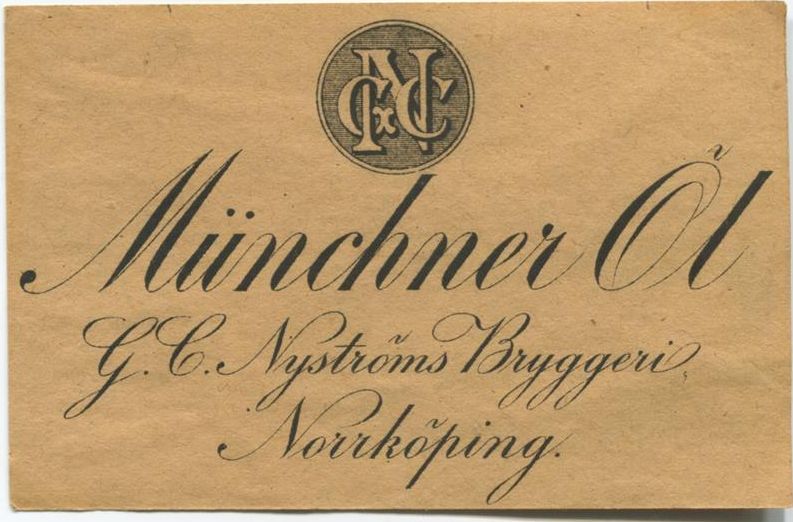 Münchner Öl
G. C. Nyströms Bryggeri,
Norrköping.